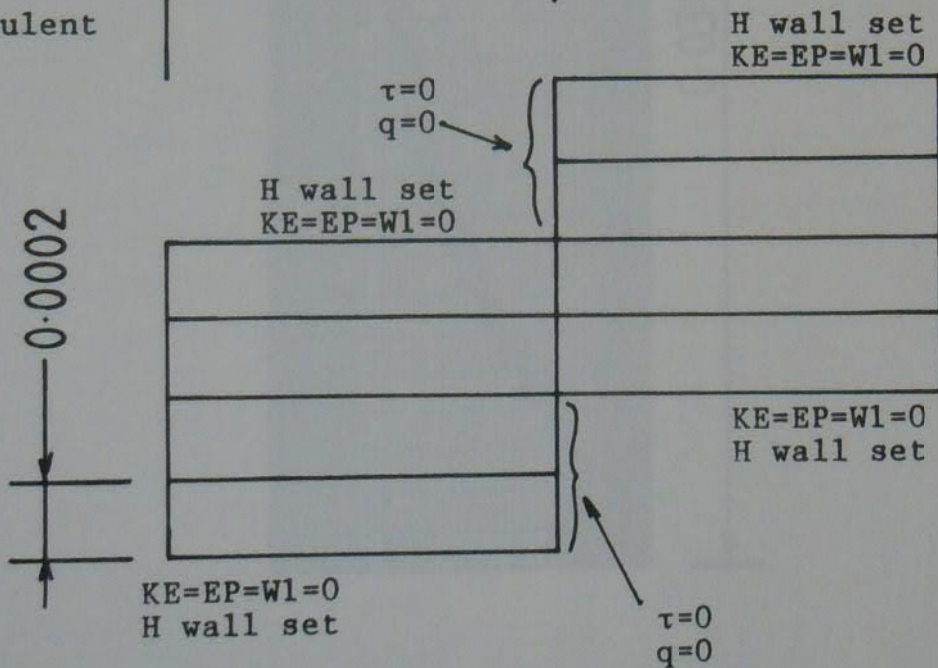 ulent
H wall set
KE=EP=W1=0
τ=0
q=0
H wall set
KE=EP=W1=0
0·0002
KE=EP=W1=0
H wall set
KE=EP=W1=0
H wall set
τ=0
q=0